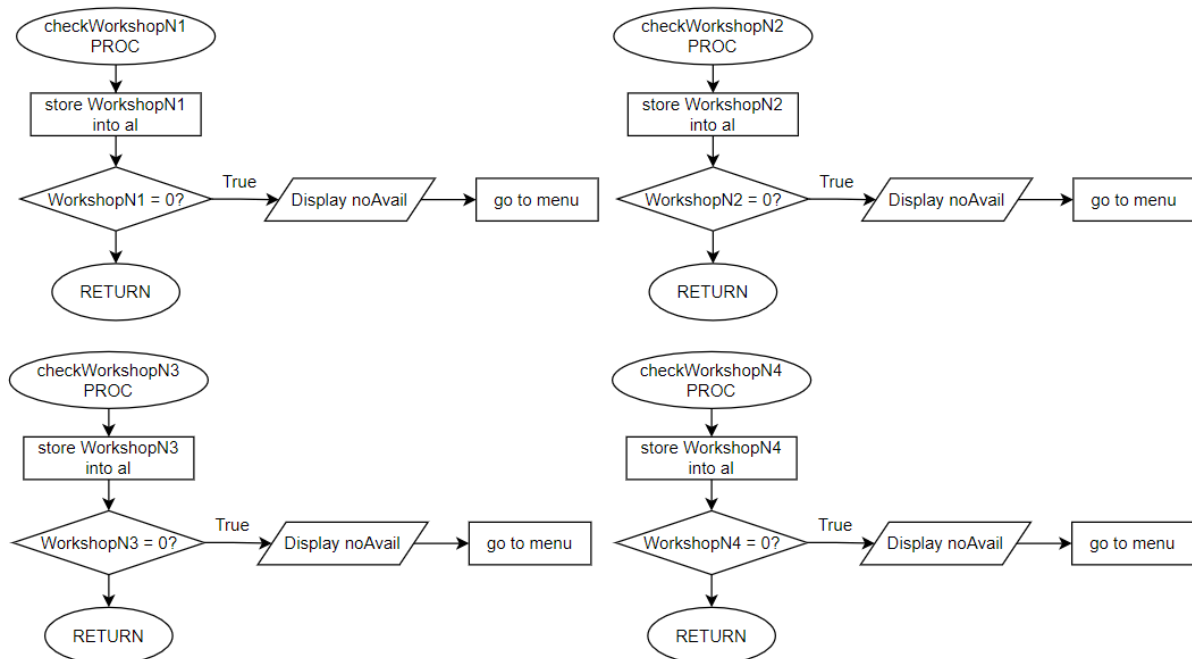 checkWorkshopN1
PROC
store WorkshopN1
into al
WorkshopN1 = 0?
True
Display noAvail
go to menu
RETURN
checkWorkshopN2
PROC
store WorkshopN2
into al
WorkshopN2 = 0?
True
Display noAvail
go to menu
RETURN
checkWorkshopN3
PROC
store WorkshopN3
into al
WorkshopN3 = 0?
True
Display noAvail
go to menu
RETURN
checkWorkshopN4
PROC
store WorkshopN4
into al
WorkshopN4 = 0?
True
Display noAvail
go to menu
RETURN